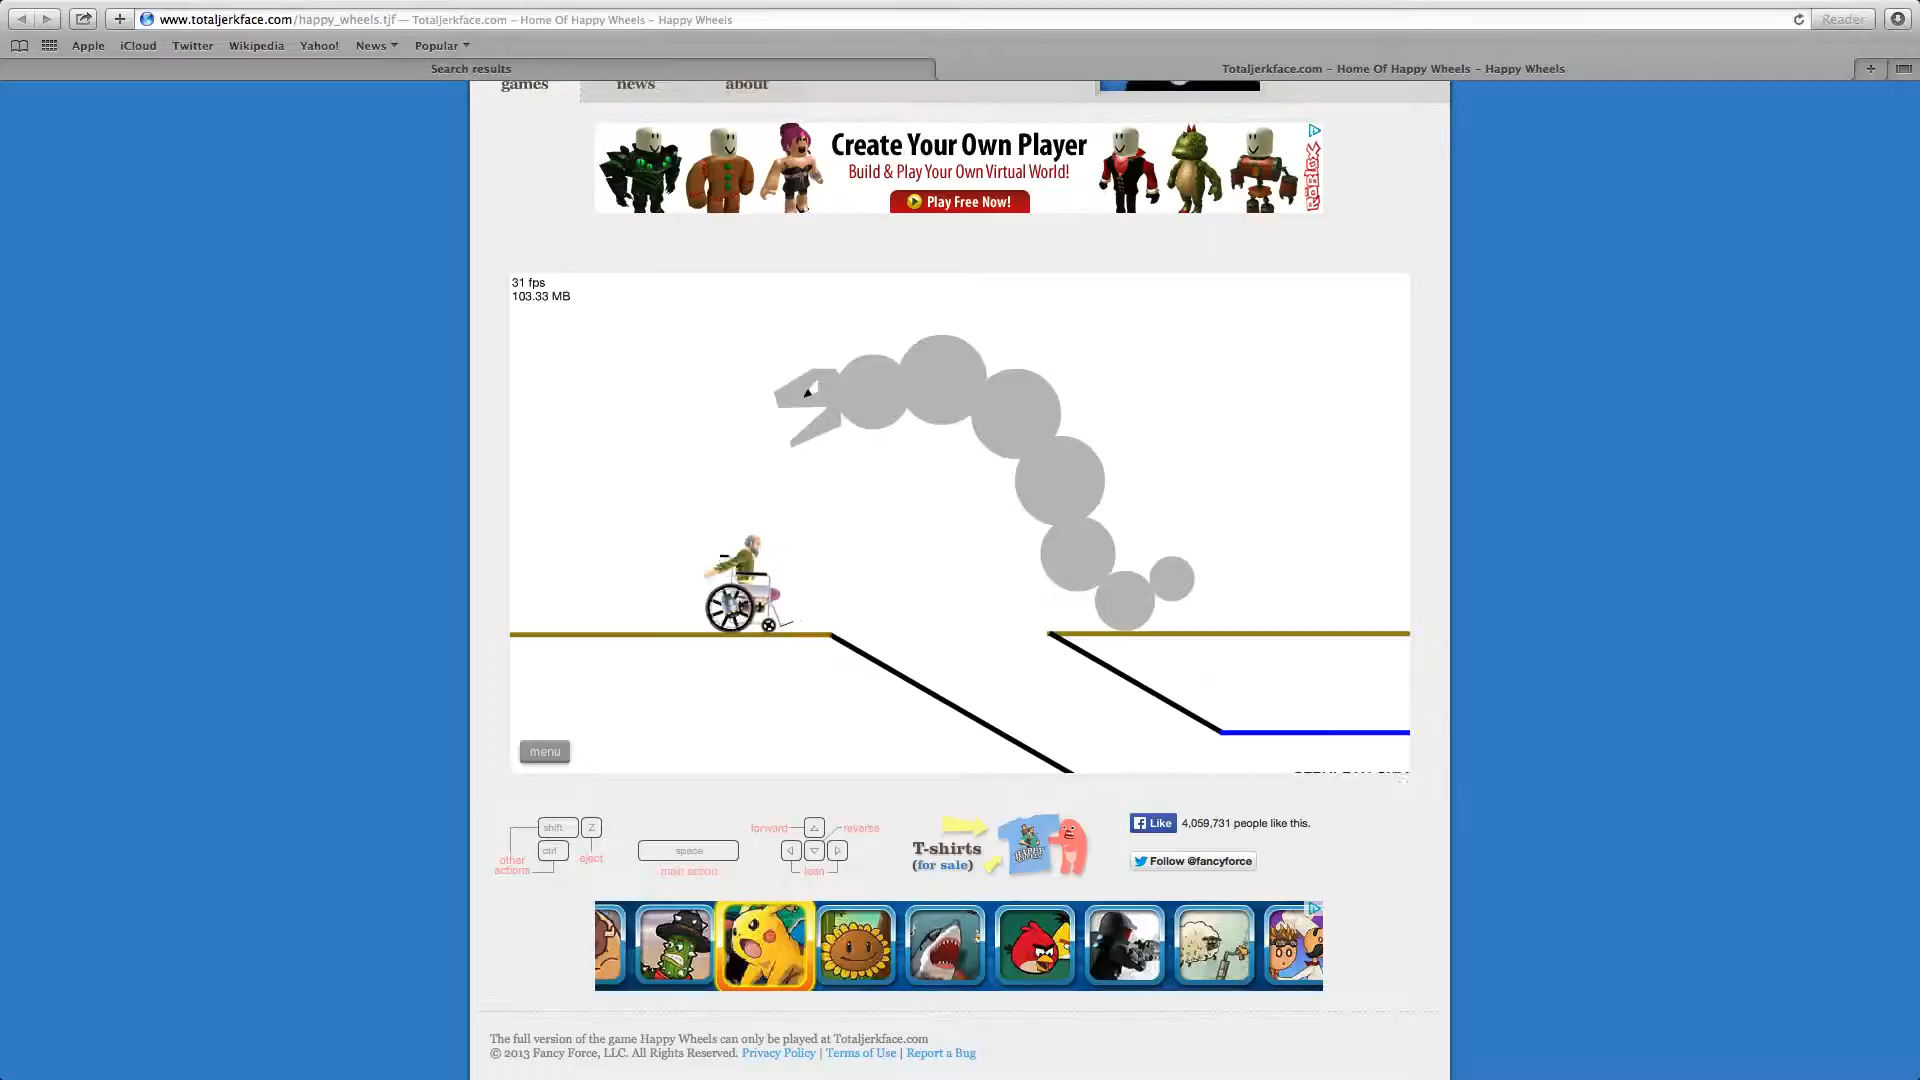 www.totaljerkface.com/happy_wheels.tjf — Totaljerkface.com – Home Of Happy Wheels – Happy Wheels
Reader
Apple iCloud Twitter Wikipedia Yahoo! News Popular
Search results
Totaljerkface.com – Home Of Happy Wheels – Happy Wheels
games news about
Create Your Own Player
Build & Play Your Own Virtual World!
Play Free Now!
ROBLOX
31 fps
103.33 MB
menu
shift Z
ctrl
other actions
eject
space
main action
forward
reverse
lean
T-shirts
(for sale)
HAPPY WHEELS
Like 4,059,731 people like this.
Follow @fancyforce
The full version of the game Happy Wheels can only be played at Totaljerkface.com
© 2013 Fancy Force, LLC. All Rights Reserved. Privacy Policy | Terms of Use | Report a Bug